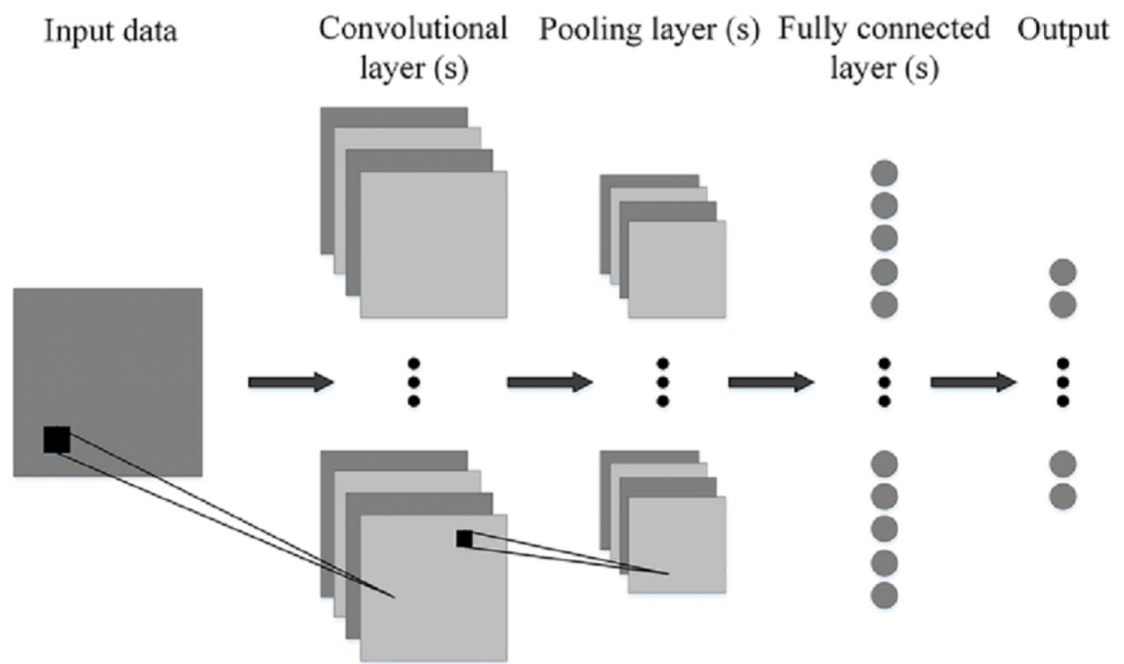 Input data
Convolutional
layer (s)
Pooling layer (s)
Fully connected
layer (s)
Output